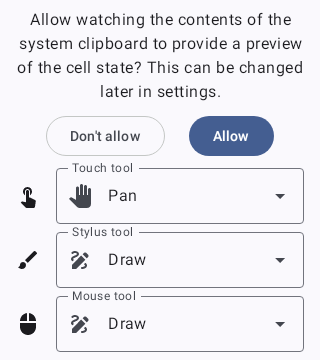 Allow watching the contents of the
system clipboard to provide a preview
of the cell state? This can be changed
later in settings.
Don't allow
Allow
Touch tool
Pan
Stylus tool
Draw
Mouse tool
Draw